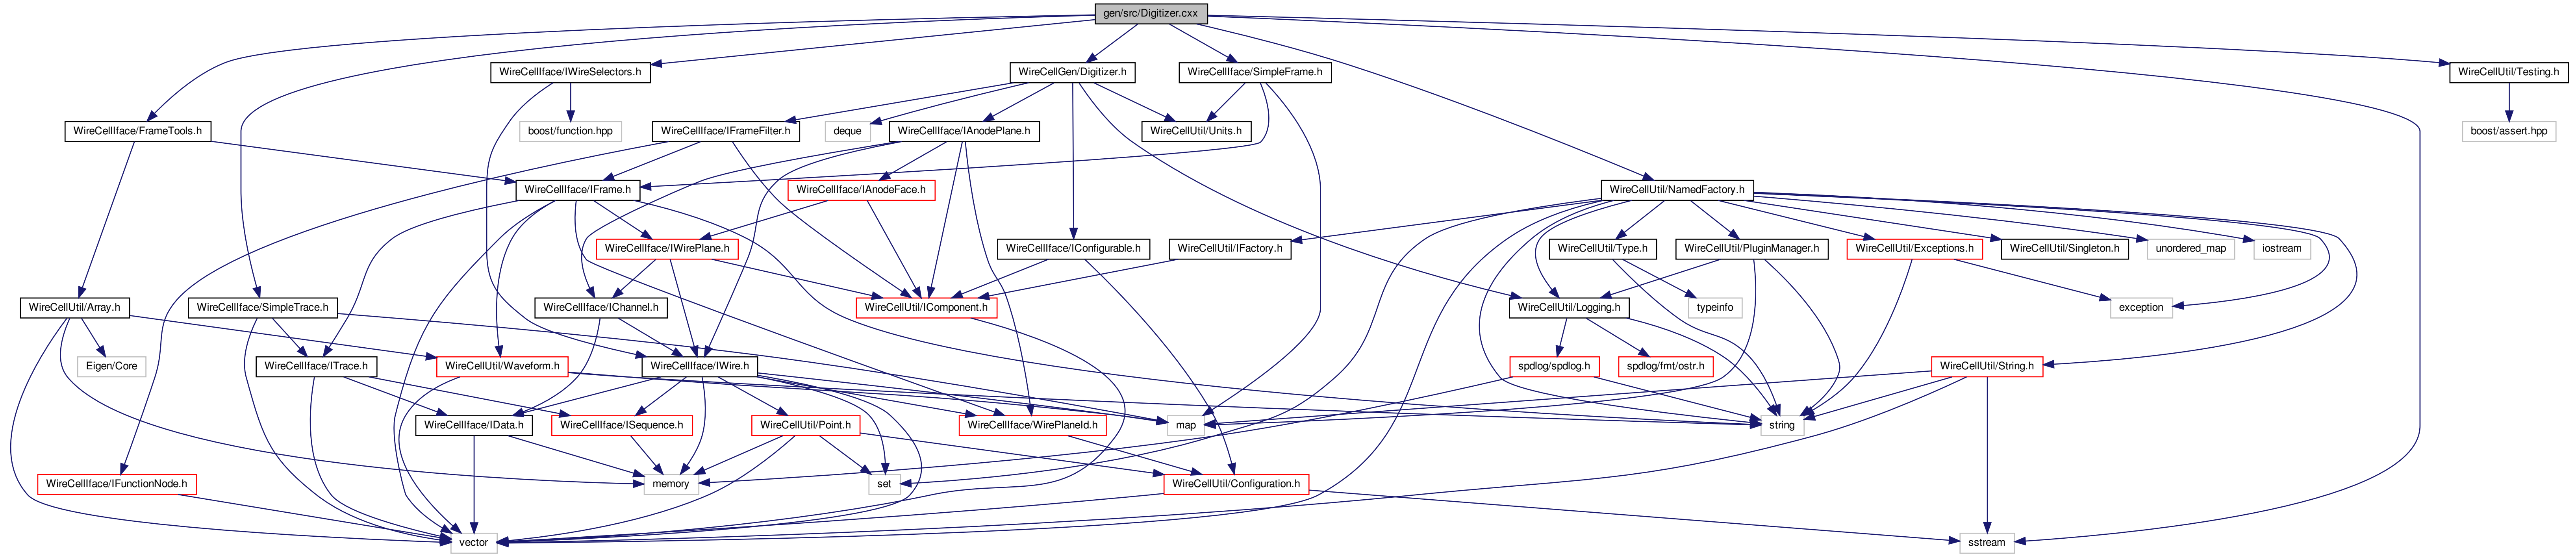 gen/src/Digitizer.cxx
WireCellIface/IWireSelectors.h
WireCellGen/Digitizer.h
WireCellIface/SimpleFrame.h
WireCellUtil/Testing.h
WireCellIface/FrameTools.h
boost/function.hpp
WireCellIface/IFrameFilter.h
deque
WireCellIface/IAnodePlane.h
WireCellUtil/Units.h
boost/assert.hpp
WireCellIface/IFrame.h
WireCellIface/IAnodeFace.h
WireCellUtil/NamedFactory.h
WireCellIface/IWirePlane.h
WireCellIface/IConfigurable.h
WireCellUtil/IFactory.h
WireCellUtil/Type.h
WireCellUtil/PluginManager.h
WireCellUtil/Exceptions.h
WireCellUtil/Singleton.h
unordered_map
iostream
WireCellUtil/Array.h
WireCellIface/SimpleTrace.h
WireCellIface/IChannel.h
WireCellUtil/IComponent.h
WireCellUtil/Logging.h
typeinfo
exception
Eigen/Core
WireCellIface/ITrace.h
WireCellUtil/Waveform.h
WireCellIface/IWire.h
spdlog/spdlog.h
spdlog/fmt/ostr.h
WireCellUtil/String.h
WireCellIface/IData.h
WireCellIface/ISequence.h
WireCellUtil/Point.h
WireCellIface/WirePlaneId.h
map
string
WireCellIface/IFunctionNode.h
memory
set
WireCellUtil/Configuration.h
vector
sstream